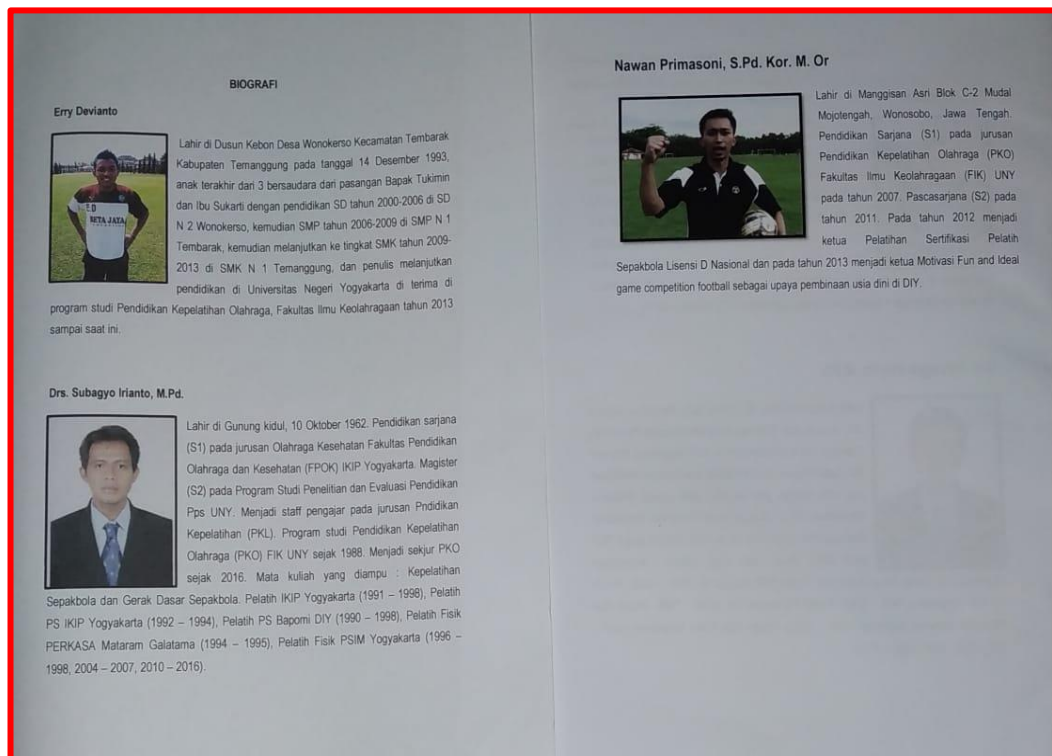 BIOGRAFI
Erry Devianto
Lahir di Dusun Kebon Desa Wonokerso Kecamatan Tembarak
Kabupaten Temanggung pada tanggal 14 Desember 1993,
anak terakhir dari 3 bersaudara dari pasangan Bapak Tukimin
dan Ibu Sukarti dengan pendidikan SD tahun 2000-2006 di SD
N 2 Wonokerso, kemudian SMP tahun 2006-2009 di SMP N 1
Tembarak, kemudian melanjutkan ke tingkat SMK tahun 2009-
2013 di SMK N 1 Temanggung, dan penulis melanjutkan
pendidikan di Universitas Negeri Yogyakarta di terima di
program studi Pendidikan Kepelatihan Olahraga, Fakultas Ilmu Keolahragaan tahun 2013
sampai saat ini.
Drs. Subagyo Irianto, M.Pd.
Lahir di Gunung kidul, 10 Oktober 1962. Pendidikan sarjana
(S1) pada jurusan Olahraga Kesehatan Fakultas Pendidikan
Olahraga dan Kesehatan (FPOK) IKIP Yogyakarta. Magister
(S2) pada Program Studi Penelitian dan Evaluasi Pendidikan
Pps UNY. Menjadi staff pengajar pada jurusan Pndidikan
Kepelatihan (PKL). Program studi Pendidikan Kepelatihan
Olahraga (PKO) FIK UNY sejak 1988. Menjadi sekjur PKO
sejak 2016. Mata kuliah yang diampu : Kepelatihan
Sepakbola dan Gerak Dasar Sepakbola. Pelatih IKIP Yogyakarta (1991 – 1998), Pelatih
PS IKIP Yogyakarta (1992 – 1994), Pelatih PS Bapomi DIY (1990 – 1998), Pelatih Fisik
PERKASA Mataram Galatama (1994 – 1995), Pelatih Fisik PSIM Yogyakarta (1996 –
1998, 2004 – 2007, 2010 – 2016).
Nawan Primasoni, S.Pd. Kor. M. Or
Lahir di Manggisan Asri Blok C-2 Mudal
Mojotengah, Wonosobo, Jawa Tengah.
Pendidikan Sarjana (S1) pada jurusan
Pendidikan Kepelatihan Olahraga (PKO)
Fakultas Ilmu Keolahragaan (FIK) UNY
pada tahun 2007. Pascasarjana (S2) pada
tahun 2011. Pada tahun 2012 menjadi
ketua Pelatihan Sertifikasi Pelatih
Sepakbola Lisensi D Nasional dan pada tahun 2013 menjadi ketua Motivasi Fun and Ideal
game competition football sebagai upaya pembinaan usia dini di DIY.